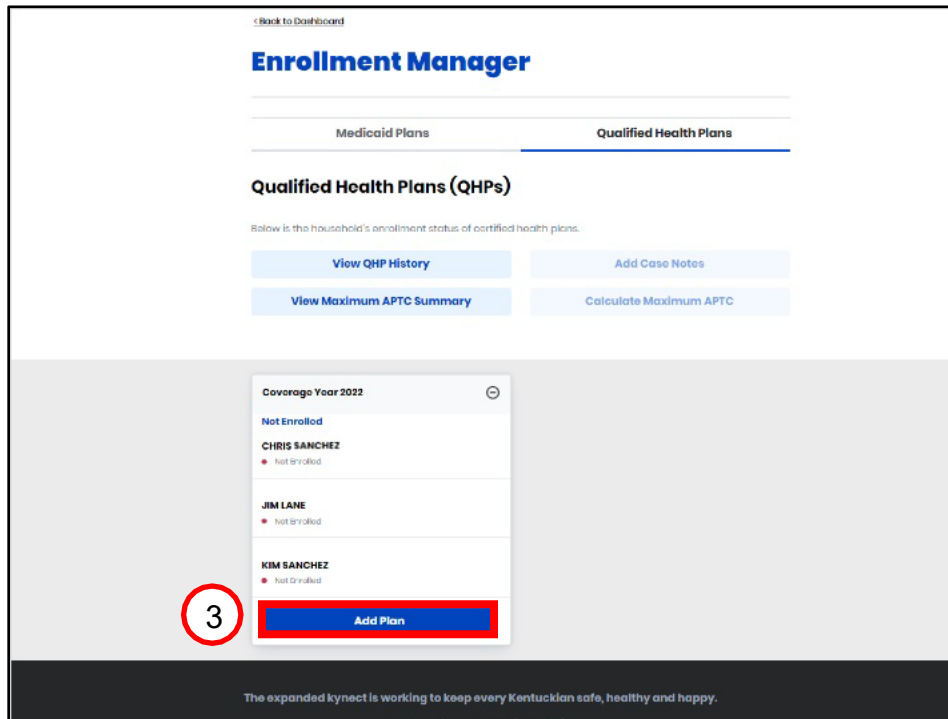 <Back to Dashboard
Enrollment Manager
Medicaid Plans
Qualified Health Plans
Qualified Health Plans (QHPs)
Below is the household's enrollment status of certified health plans.
View QHP History
Add Case Notes
View Maximum APTC Summary
Calculate Maximum APTC
Coverage Year 2022
Not Enrolled
CHRIS SANCHEZ
Not Enrolled
JIM LANE
Not Enrolled
KIM SANCHEZ
Not Enrolled
3
Add Plan
The expanded kynect is working to keep every Kentuckian safe, healthy and happy.